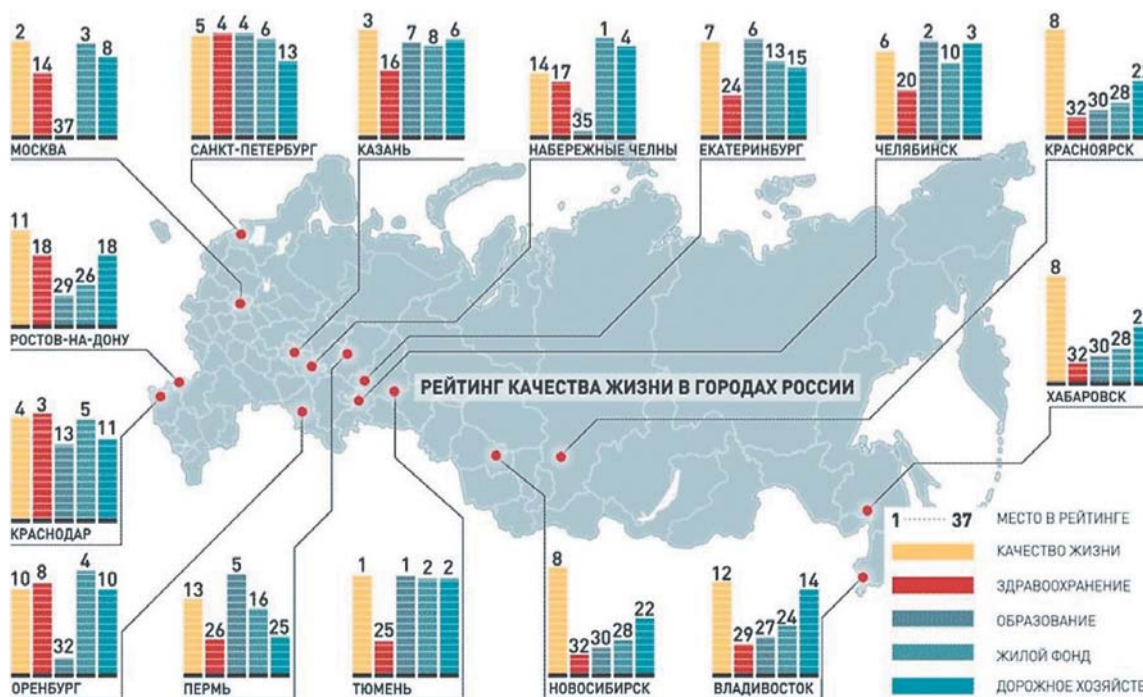 2 14 37 3 8
МОСКВА
5 4 4 6 13
САНКТ-ПЕТЕРБУРГ
3 16 7 8 6
КАЗАНЬ
14 17 35 1 4
НАБЕРЕЖНЫЕ ЧЕЛНЫ
7 24 6 13 15
ЕКАТЕРИНБУРГ
6 20 2 10 3
ЧЕЛЯБИНСК
8 32 30 28
КРАСНОЯРСК
11 18 29 26 18
РОСТОВ-НА-ДОНУ
8 32 30 28
ХАБАРОВСК
РЕЙТИНГ КАЧЕСТВА ЖИЗНИ В ГОРОДАХ РОССИИ
4 3 13 5 11
КРАСНОДАР
10 8 32 4 10
ОРЕНБУРГ
13 26 5 16 25
ПЕРМЬ
1 25 1 2 2
ТЮМЕНЬ
8 32 30 28 22
НОВОСИБИРСК
12 29 27 24 14
ВЛАДИВОСТОК
1 ........ 37 МЕСТО В РЕЙТИНГЕ
КАЧЕСТВО ЖИЗНИ
ЗДРАВООХРАНЕНИЕ
ОБРАЗОВАНИЕ
ЖИЛОЙ ФОНД
ДОРОЖНОЕ ХОЗЯЙСТВ